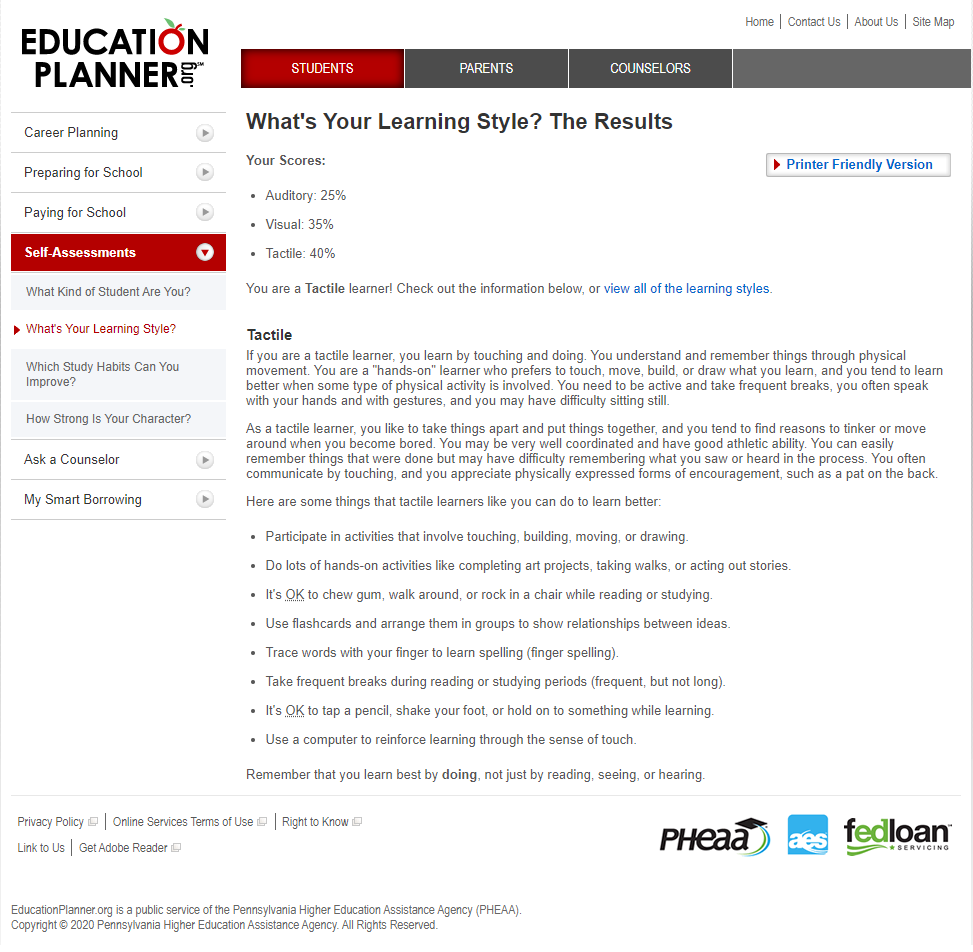 Home
Contact Us
About Us
Site Map
EDUCATION
PLANNER.org℠
STUDENTS
PARENTS
COUNSELORS
Career Planning
Preparing for School
Paying for School
Self-Assessments
What Kind of Student Are You?
What's Your Learning Style?
Which Study Habits Can You
Improve?
How Strong Is Your Character?
Ask a Counselor
My Smart Borrowing
What's Your Learning Style? The Results
Your Scores:
Printer Friendly Version
• Auditory: 25%
• Visual: 35%
• Tactile: 40%
You are a Tactile learner! Check out the information below, or view all of the learning styles.
Tactile
If you are a tactile learner, you learn by touching and doing. You understand and remember things through physical
movement. You are a "hands-on" learner who prefers to touch, move, build, or draw what you learn, and you tend to learn
better when some type of physical activity is involved. You need to be active and take frequent breaks, you often speak
with your hands and with gestures, and you may have difficulty sitting still.
As a tactile learner, you like to take things apart and put things together, and you tend to find reasons to tinker or move
around when you become bored. You may be very well coordinated and have good athletic ability. You can easily
remember things that were done but may have difficulty remembering what you saw or heard in the process. You often
communicate by touching, and you appreciate physically expressed forms of encouragement, such as a pat on the back.
Here are some things that tactile learners like you can do to learn better:
• Participate in activities that involve touching, building, moving, or drawing.
• Do lots of hands-on activities like completing art projects, taking walks, or acting out stories.
• It's OK to chew gum, walk around, or rock in a chair while reading or studying.
• Use flashcards and arrange them in groups to show relationships between ideas.
• Trace words with your finger to learn spelling (finger spelling).
• Take frequent breaks during reading or studying periods (frequent, but not long).
• It's OK to tap a pencil, shake your foot, or hold on to something while learning.
• Use a computer to reinforce learning through the sense of touch.
Remember that you learn best by doing, not just by reading, seeing, or hearing.
Privacy Policy
Online Services Terms of Use
Right to Know
Link to Us
Get Adobe Reader
PHEAA
aes
fedloan™
SERVICING
EducationPlanner.org is a public service of the Pennsylvania Higher Education Assistance Agency (PHEAA).
Copyright © 2020 Pennsylvania Higher Education Assistance Agency. All Rights Reserved.